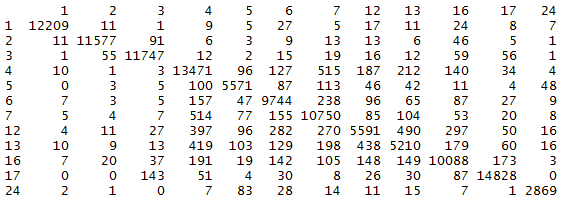 1 2 3 4 5 6 7 12 13 16 17 24
1 12209 11 1 9 5 27 5 17 11 24 8 7
2 11 11577 91 6 3 9 13 13 6 46 5 1
3 1 55 11747 12 2 15 19 16 12 59 56 1
4 10 1 3 13471 96 127 515 187 212 140 34 4
5 0 3 5 100 5571 87 113 46 42 11 4 48
6 7 3 5 157 47 9744 238 96 65 87 27 9
7 5 4 7 514 77 155 10750 85 104 53 20 8
12 4 11 27 397 96 282 270 5591 490 297 50 16
13 10 9 13 419 103 129 198 438 5210 179 60 16
16 7 20 37 191 19 142 105 148 149 10088 173 3
17 0 0 143 51 4 30 8 26 30 87 14828 0
24 2 1 0 7 83 28 14 11 15 7 1 2869